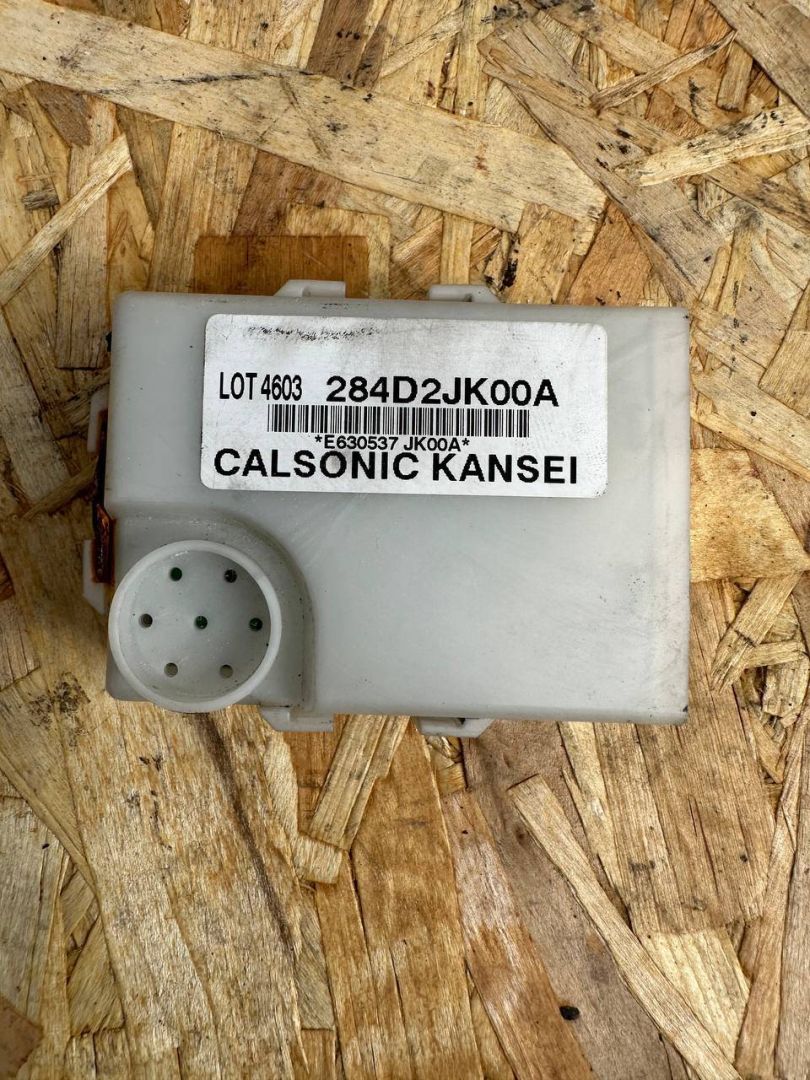 LOT 4603 284D2JK00A
*E630537 JK00A*
CALSONIC KANSEI